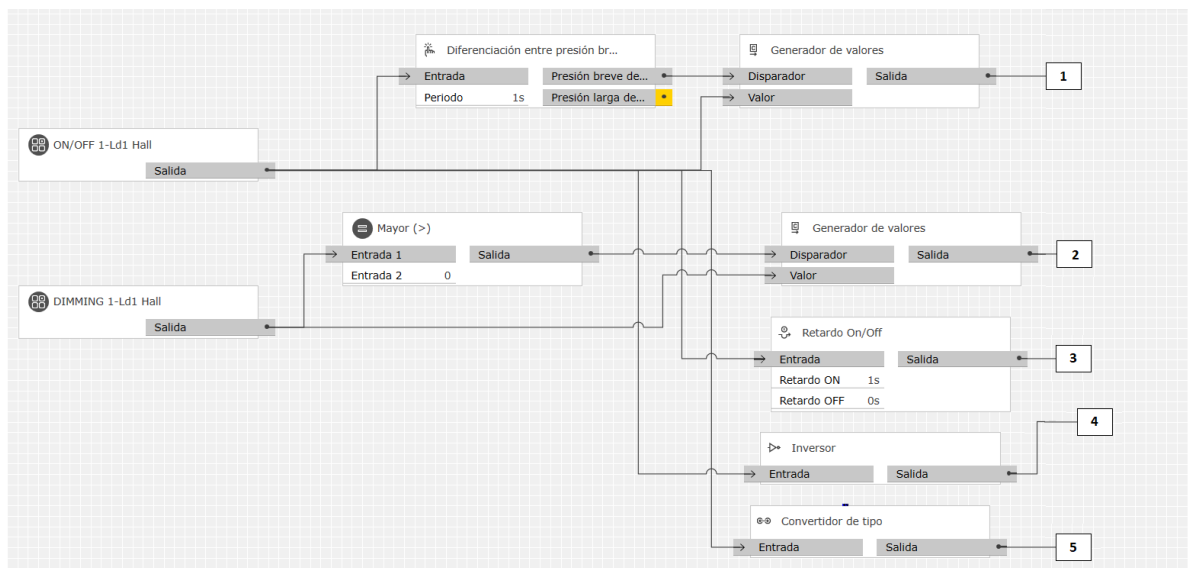 Diferenciación entre presión br...
Entrada
Presión breve de...
Periodo 1s
Presión larga de...
Generador de valores
Disparador
Salida
Valor
1
ON/OFF 1-Ld1 Hall
Salida
Mayor (>)
Entrada 1
Salida
Entrada 2 0
Generador de valores
Disparador
Salida
Valor
2
DIMMING 1-Ld1 Hall
Salida
Retardo On/Off
Entrada
Salida
Retardo ON 1s
Retardo OFF 0s
3
4
Inversor
Entrada
Salida
Convertidor de tipo
Entrada
Salida
5